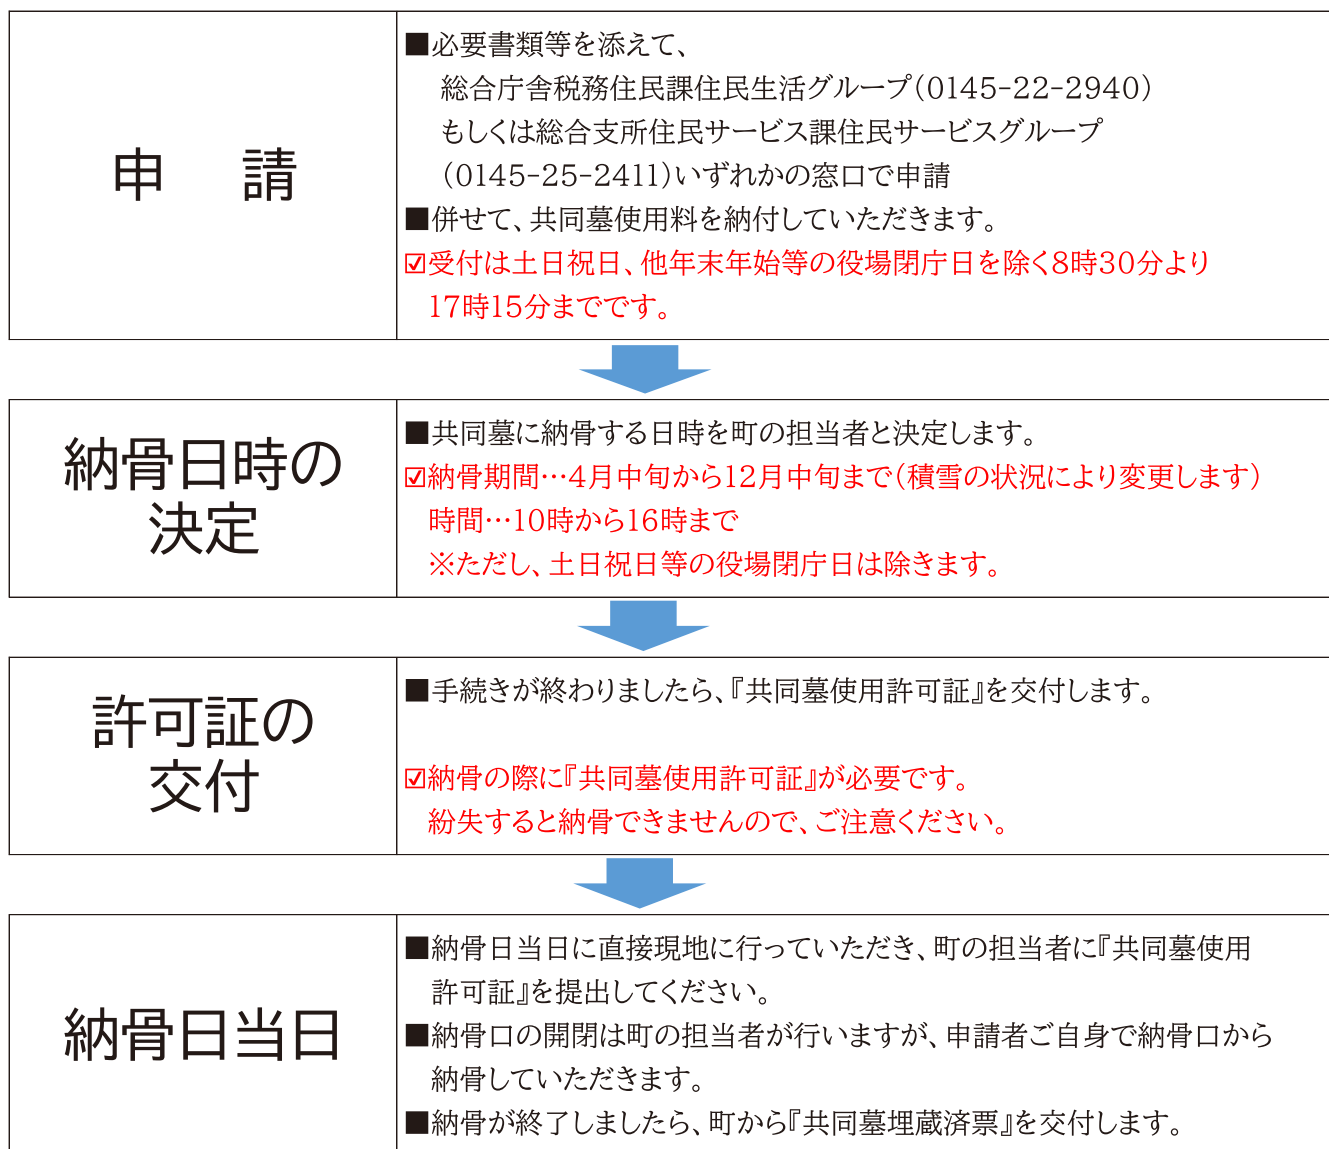 申　請
■必要書類等を添えて、
総合庁舎税務住民課住民生活グループ(0145-22-2940)
もしくは総合支所住民サービス課住民サービスグループ
(0145-25-2411)いずれかの窓口で申請
■併せて、共同墓使用料を納付していただきます。
☑受付は土日祝日、他年末年始等の役場閉庁日を除く8時30分より
17時15分までです。
納骨日時の
決定
■共同墓に納骨する日時を町の担当者と決定します。
☑納骨期間…4月中旬から12月中旬まで(積雪の状況により変更します)
時間…10時から16時まで
※ただし、土日祝日等の役場閉庁日は除きます。
許可証の
交付
■手続きが終わりましたら、『共同墓使用許可証』を交付します。
☑納骨の際に『共同墓使用許可証』が必要です。
紛失すると納骨できませんので、ご注意ください。
納骨日当日
■納骨日当日に直接現地に行っていただき、町の担当者に『共同墓使用
許可証』を提出してください。
■納骨口の開閉は町の担当者が行いますが、申請者ご自身で納骨口から
納骨していただきます。
■納骨が終了しましたら、町から『共同墓埋蔵済票』を交付します。